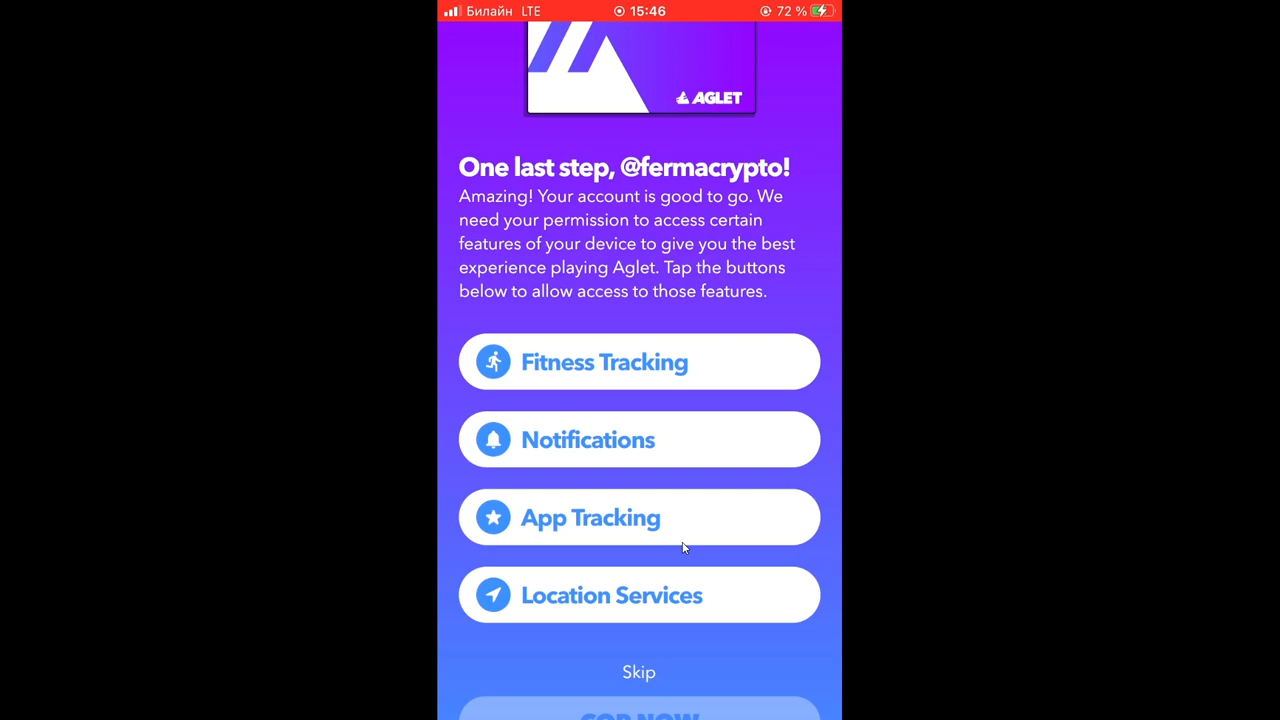 Билайн LTE 15:46 72 %
AGLET
One last step, @fermacrypto!
Amazing! Your account is good to go. We
need your permission to access certain
features of your device to give you the best
experience playing Aglet. Tap the buttons
below to allow access to those features.
Fitness Tracking
Notifications
App Tracking
Location Services
Skip
COP NOW